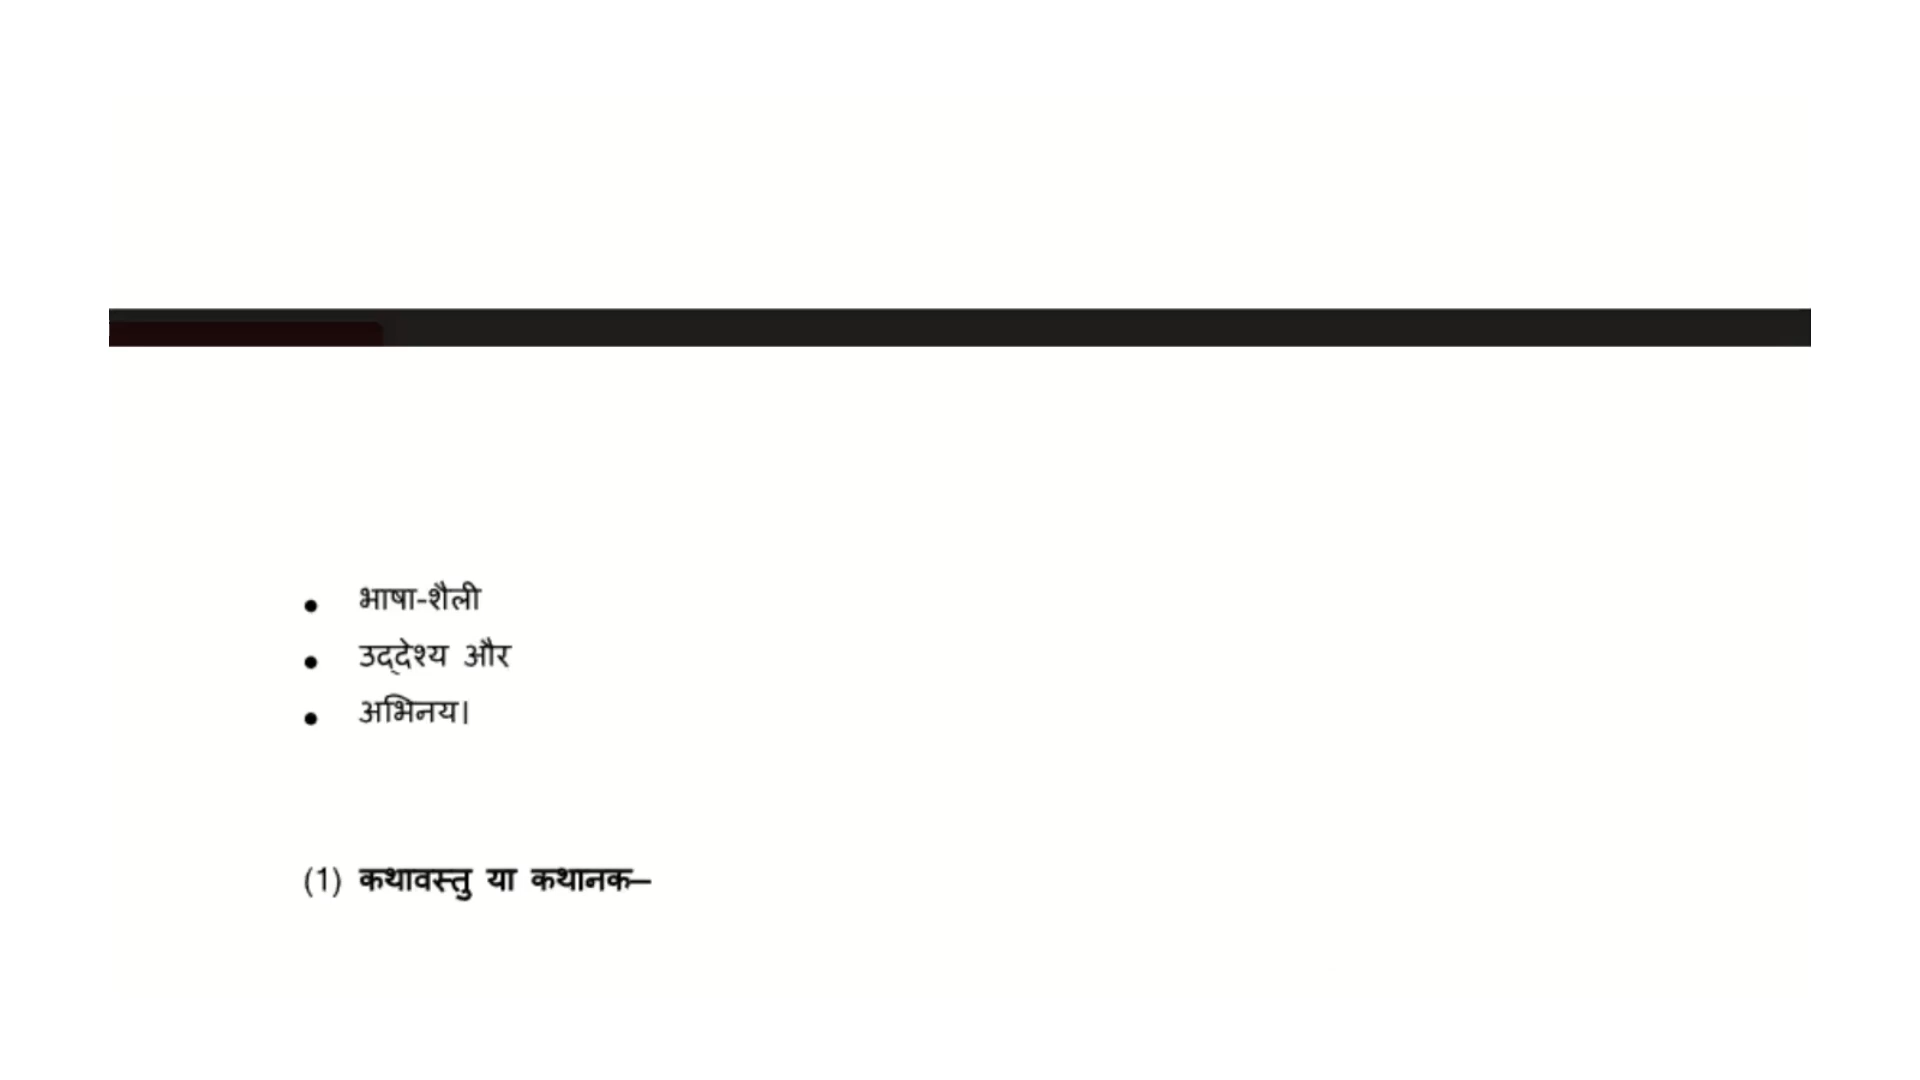 • भाषा-शैली
• उद्‌देश्य और
• अभिनय।
(1) कथावस्तु या कथानक–